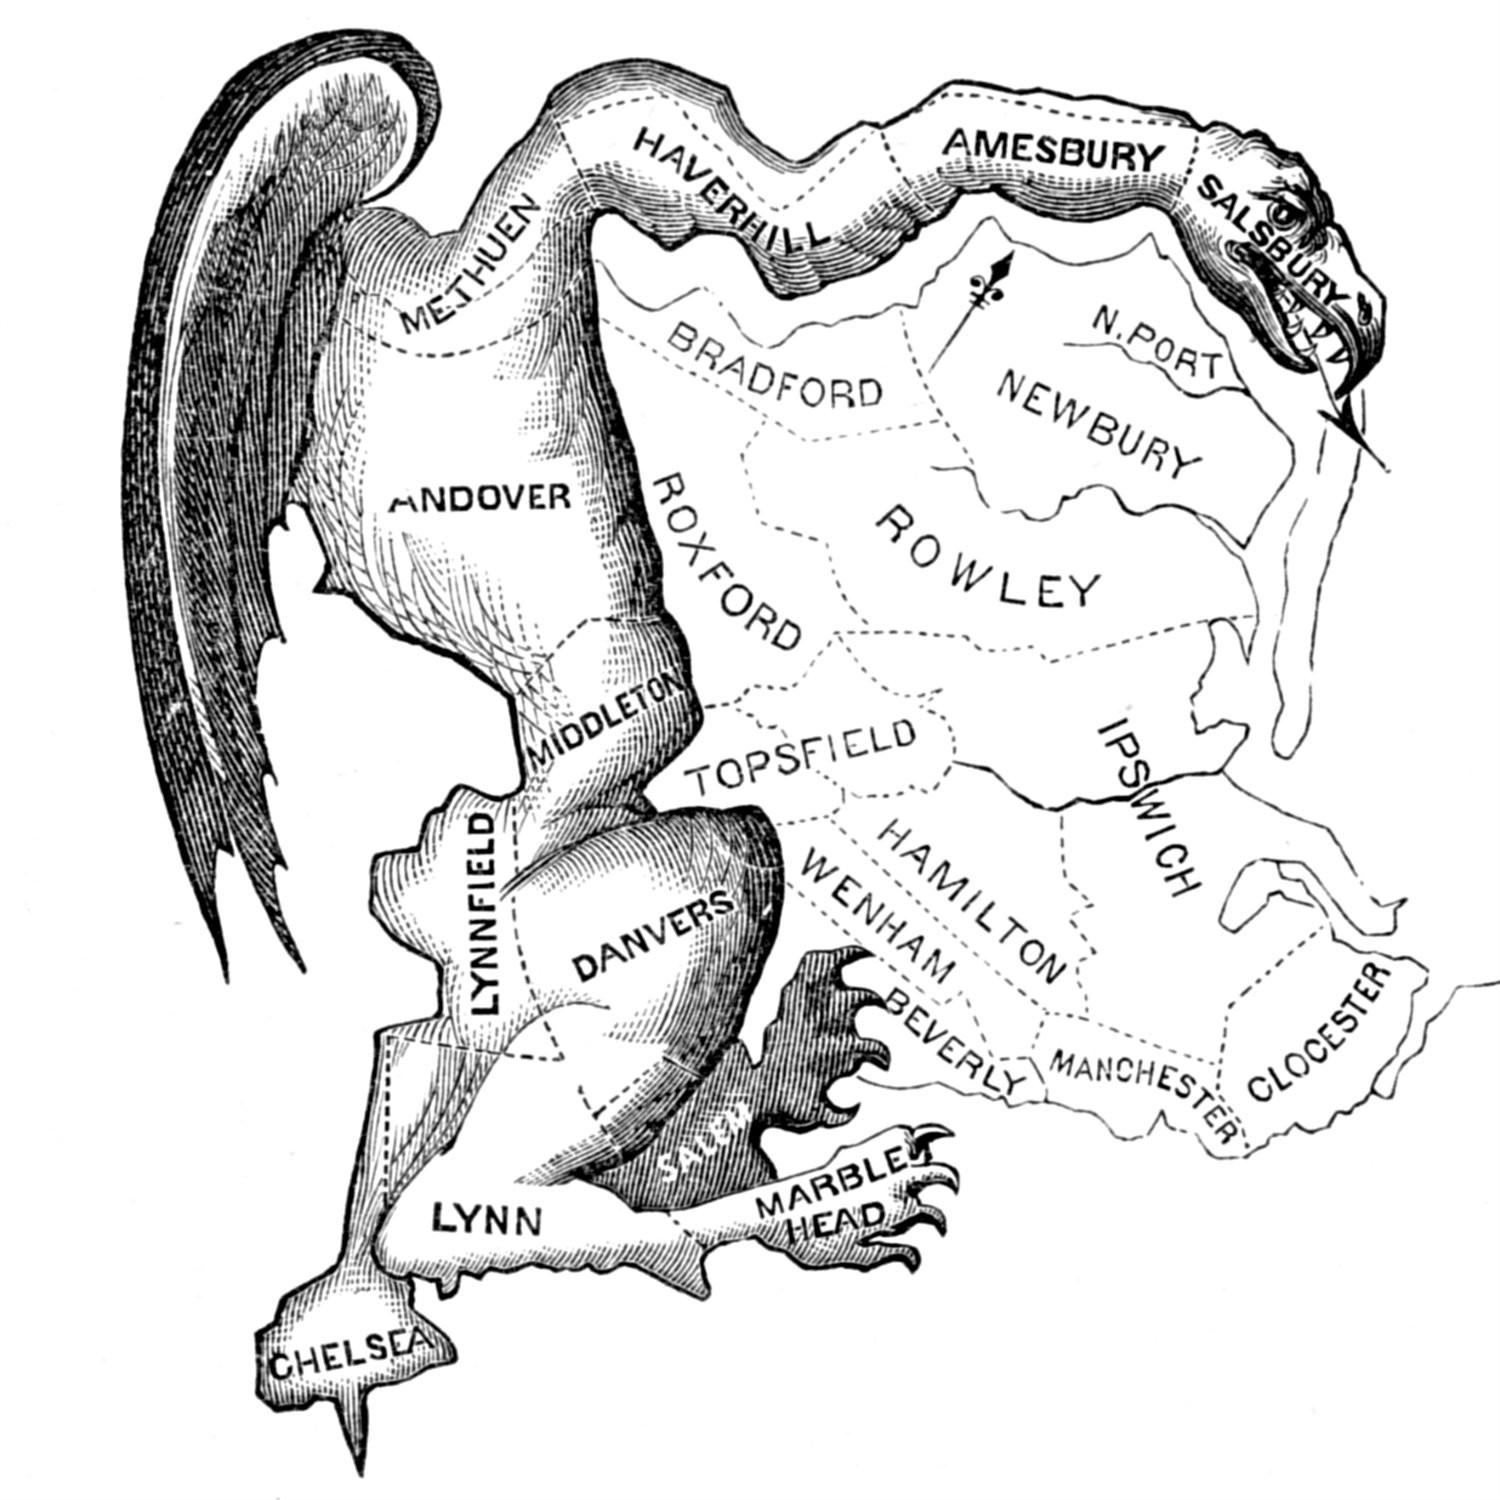 HAVERHILL
AMESBURY
SALSBURY
METHUEN
N. PORT
BRADFORD
NEWBURY
ANDOVER
ROXFORD
ROWLEY
MIDDLETON
TOPSFIELD
IPSWICH
LYNNFIELD
HAMILTON
WENHAM
DANVERS
BEVERLY
MANCHESTER
GLOCESTER
SALEM
MARBLE
HEAD
LYNN
CHELSEA